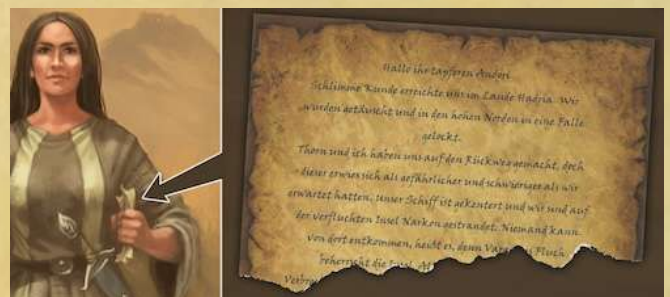 Hallo ihr tapferen Andori
Schlimme Kunde erreichte uns im Lande Hadria. Wir
wurden getäuscht und in den hohen Norden in eine Falle
gelockt.
Thorn und ich haben uns auf den Rückweg gemacht, doch
dieser erwies sich als gefährlicher und schwieriger als wir
erwartet hatten. Unser Schiff ist gekentert und wir sind auf
der verfluchten Insel Narkon gestrandet. Niemand kann
von dort entkommen, heißt es, denn Fluch
beherrscht die Insel.